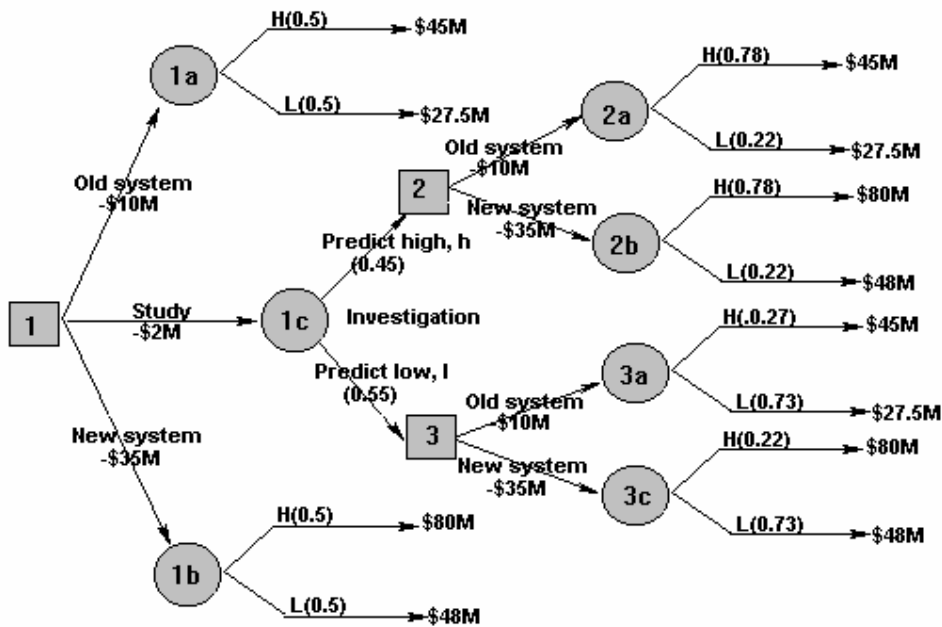 H(0.5)
$45M
1a
L(0.5)
$27.5M
Old system
-$10M
H(0.78)
$45M
2a
L(0.22)
$27.5M
Old system
-$10M
2
New system
-$35M
H(0.78)
$80M
2b
L(0.22)
$48M
Predict high, h
(0.45)
1
Study
-$2M
1c
Investigation
Predict low, l
(0.55)
H(.0.27)
$45M
3a
L(0.73)
$27.5M
Old system
$10M
3
New system
-$35M
H(0.22)
$80M
3c
L(0.73)
$48M
New system
-$35M
H(0.5)
$80M
1b
L(0.5)
$48M